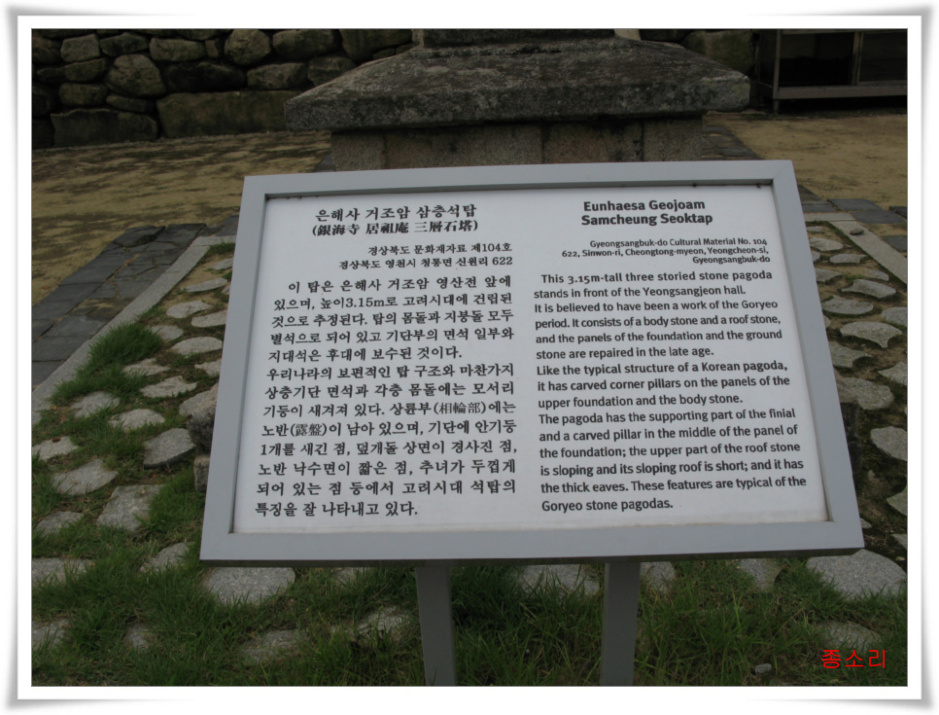 은해사 거조암 삼층석탑
(銀海寺 居祖庵 三層石塔)
경상북도 문화재자료 제104호
경상북도 영천시 청통면 신원리 622
이 탑은 은해사 거조암 영산전 앞에
있으며, 높이3.15m로 고려시대에 건립된
것으로 추정된다. 탑의 몸돌과 지붕돌 모두
별석으로 되어 있고 기단부의 면석 일부와
지대석은 후대에 보수된 것이다.
우리나라의 보편적인 탑 구조와 마찬가지
상층기단 면석과 각층 몸돌에는 모서리
기둥이 새겨져 있다. 상륜부(相輪部)에는
노반(露盤)이 남아 있으며, 기단에 안기둥
1개를 새긴 점, 덮개돌 상면이 경사진 점,
노반 낙수면이 짧은 점, 추녀가 두껍게
되어 있는 점 등에서 고려시대 석탑의
특징을 잘 나타내고 있다.
Eunhaesa Geojoam
Samcheung Seoktap
Gyeongsangbuk-do Cultural Material No. 104
622, Sinwon-ri, Cheongtong-myeon, Yeongcheon-si,
Gyeongsangbuk-do
This 3.15m-tall three storied stone pagoda
stands in front of the Yeongsangjeon hall.
It is believed to have been a work of the Goryeo
period. It consists of a body stone and a roof stone,
and the panels of the foundation and the ground
stone are repaired in the late age.
Like the typical structure of a Korean pagoda,
it has carved corner pillars on the panels of the
upper foundation and the body stone.
The pagoda has the supporting part of the finial
and a carved pillar in the middle of the panel of
the foundation; the upper part of the roof stone
is sloping and its sloping roof is short; and it has
the thick eaves. These features are typical of the
Goryeo stone pagodas.
종소리